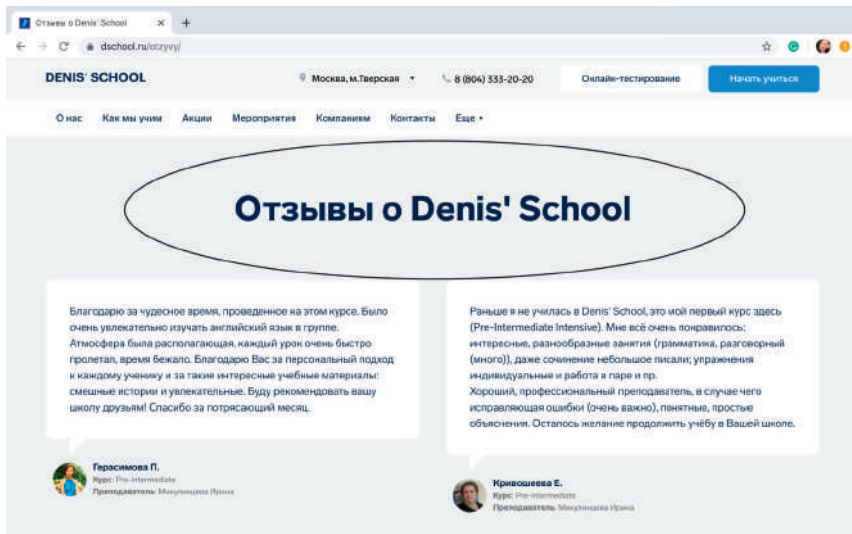 Отзывы о Denis' School
dschool.ru/otzyvy/
DENIS' SCHOOL
Москва, м.Тверская
8 (804) 333-20-20
Онлайн-тестирование
Начать учиться
О нас
Как мы учим
Акции
Мероприятия
Компаниям
Контакты
Еще
Отзывы о Denis' School
Благодарю за чудесное время, проведенное на этом курсе. Было
очень увлекательно изучать английский язык в группе.
Атмосфера была располагающая, каждый урок очень быстро
пролетал, время бежало. Благодарю Вас за персональный подход
к каждому ученику и за такие интересные учебные материалы:
смешные истории и увлекательные. Буду рекомендовать вашу
школу друзьям! Спасибо за потрясающий месяц.
Герасимова П.
Курс: Pre-intermediate
Преподаватель: Микулинцева Ирина
Раньше я не училась в Denis' School, это мой первый курс здесь
(Pre-Intermediate Intensive). Мне всё очень понравилось:
интересные, разнообразные занятия (грамматика, разговорный
(много)), даже сочинение небольшое писали; упражнения
индивидуальные и работа в паре и пр.
Хороший, профессиональный преподаватель, в случае чего
исправляющая ошибки (очень важно), понятные, простые
объяснения. Осталось желание продолжить учёбу в Вашей школе.
Кривошеева Е.
Курс: Pre-intermediate
Преподаватель: Микулинцева Ирина